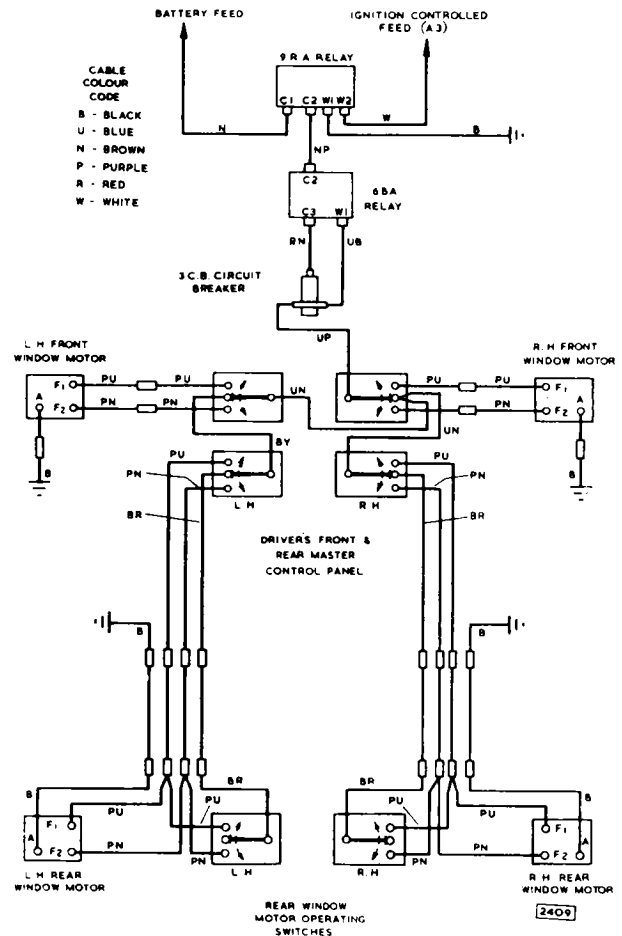 BATTERY FEED
IGNITION CONTROLLED
FEED (A3)
9 R A RELAY
CABLE
COLOUR
CODE
B - BLACK
U - BLUE
N - BROWN
P - PURPLE
R - RED
W - WHITE
C1 C2 W1 W2
N
W
B
NP
C2
6BA
RELAY
C3 W1
RN
UB
3 C.B. CIRCUIT
BREAKER
UP
L H FRONT
WINDOW MOTOR
R. H FRONT
WINDOW MOTOR
F1
PU
PU
UN
PU
PU
F1
A
F2
PN
PN
PN
PN
F2
A
UN
BY
B
B
PU
PN
BR
L H
R H
PU
PN
BR
DRIVER'S FRONT &
REAR MASTER
CONTROL PANEL
B
B
BR
BR
B
PU
PU
PU
PU
B
F1
A
F2
PN
PN
L H
R.H
PN
PN
F1
A
F2
L H REAR
WINDOW MOTOR
R H REAR
WINDOW MOTOR
REAR WINDOW
MOTOR OPERATING
SWITCHES
2409